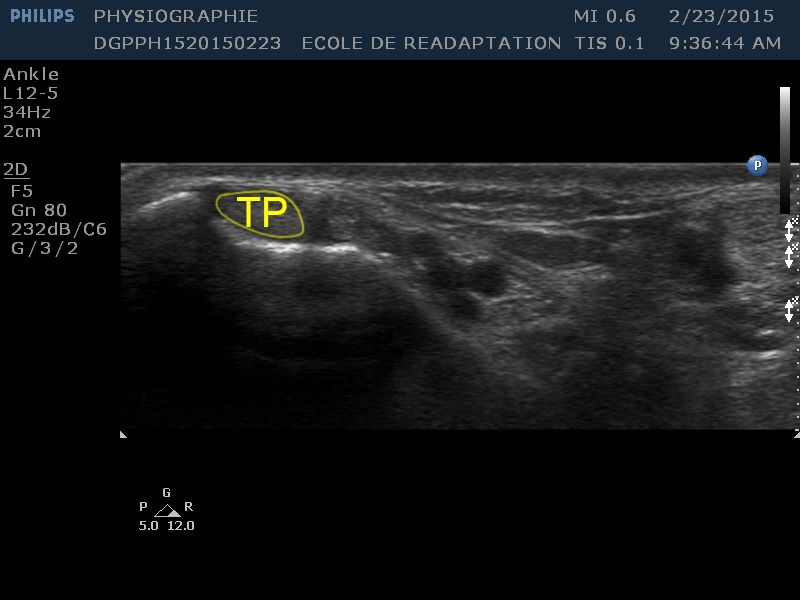 PHILIPS PHYSIOGRAPHIE MI 0.6 2/23/2015
DGPPH1520150223 ECOLE DE READAPTATION TIS 0.1 9:36:44 AM
Ankle
L12-5
34Hz
2cm
2D
F5
Gn 80
232dB/C6
G/3/2
P
TP
G
P R
5.0 12.0